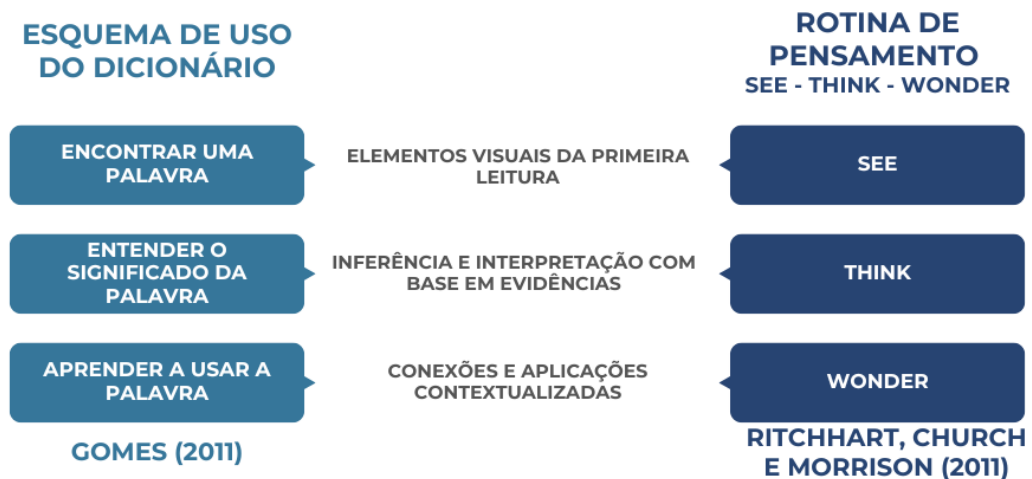 ESQUEMA DE USO
DO DICIONÁRIO
ROTINA DE
PENSAMENTO
SEE - THINK - WONDER
ENCONTRAR UMA
PALAVRA
ELEMENTOS VISUAIS DA PRIMEIRA
LEITURA
SEE
ENTENDER O
SIGNIFICADO DA
PALAVRA
INFERÊNCIA E INTERPRETAÇÃO COM
BASE EM EVIDÊNCIAS
THINK
APRENDER A USAR A
PALAVRA
CONEXÕES E APLICAÇÕES
CONTEXTUALIZADAS
WONDER
GOMES (2011)
RITCHHART, CHURCH
E MORRISON (2011)